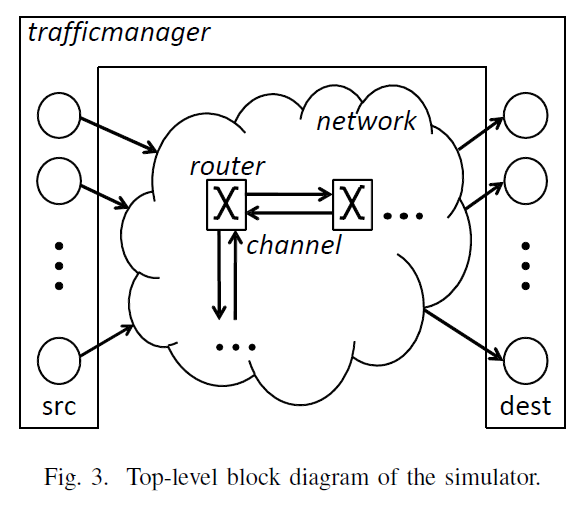 trafficmanager
network
router
channel
src
dest
Fig. 3. Top-level block diagram of the simulator.